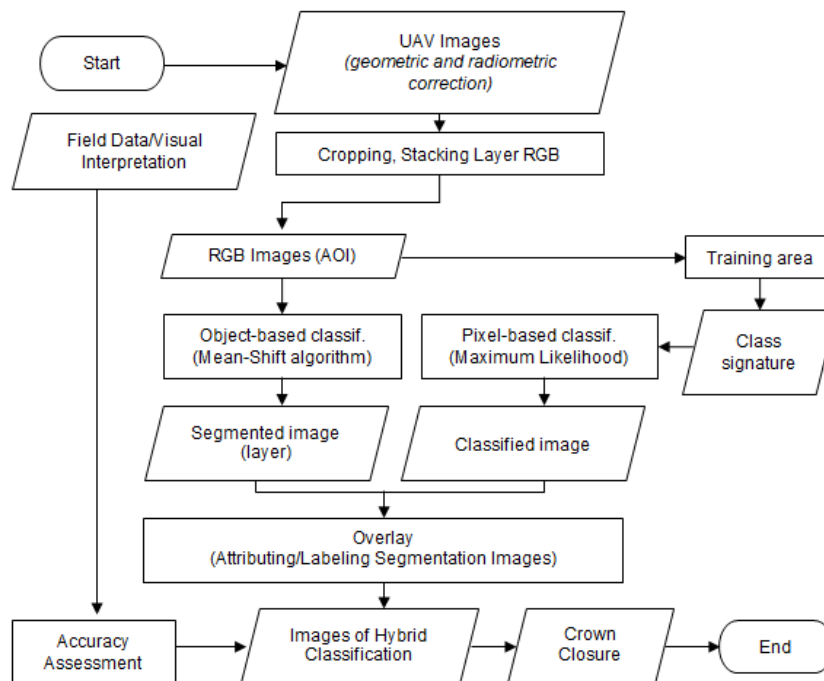 UAV Images
(geometric and radiometric
correction)
Start
Field Data/Visual
Interpretation
Cropping, Stacking Layer RGB
RGB Images (AOI)
Training area
Object-based classif.
(Mean-Shift algorithm)
Pixel-based classif.
(Maximum Likelihood)
Class
signature
Segmented image
(layer)
Classified image
Overlay
(Attributing/Labeling Segmentation Images)
Accuracy
Assessment
Images of Hybrid
Classification
Crown
Closure
End